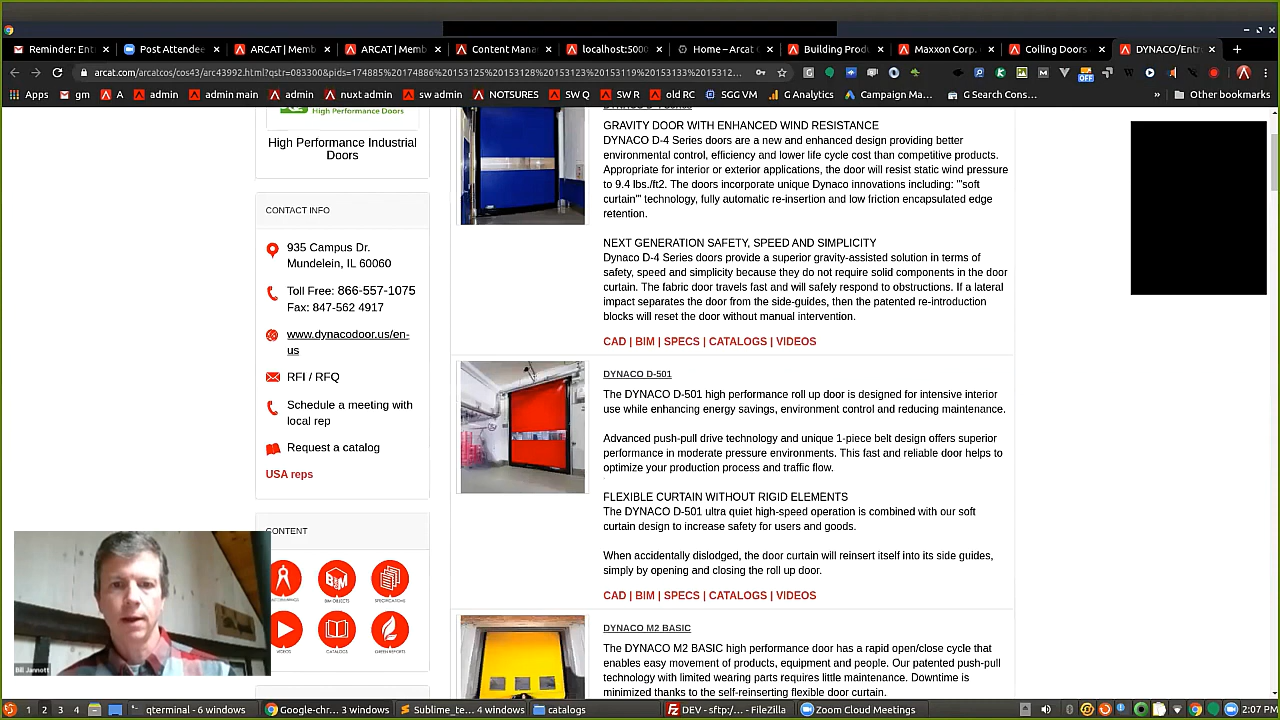 Reminder: Ent
Post Attendee
ARCAT | Memb
ARCAT | Memb
Content Mana
localhost:5000
Home – Arcat C
Building Produ
Maxxon Corp.
Coiling Doors
DYNACO/Entr
arcat.com/arcatcos/cos43/arc43992.html?qstr=083300&pids=174885%2017480%20153125%20153128%20153123%20153119%20153133%2015312...
Apps
gm
A
admin
admin main
admin
nuxt admin
sw admin
NOTSURES
SW Q
SW R
old RC
SGG VM
G Analytics
Campaign Ma...
G Search Cons...
»
Other bookmarks
High Performance Doors
High Performance Industrial
Doors
CONTACT INFO
935 Campus Dr.
Mundelein, IL 60060
Toll Free: 866-557-1075
Fax: 847-562 4917
www.dynacodoor.us/en-
us
RFI / RFQ
Schedule a meeting with
local rep
Request a catalog
USA reps
CONTENT
BIM
BIM OBJECTS
SPECIFICATIONS
VIDEOS
CATALOGS
GREEN REPORTS
Bill Jannott
GRAVITY DOOR WITH ENHANCED WIND RESISTANCE
DYNACO D-4 Series doors are a new and enhanced design providing better
environmental control, efficiency and lower life cycle cost than competitive products.
Appropriate for interior or exterior applications, the door will resist static wind pressure
to 9.4 lbs./ft2. The doors incorporate unique Dynaco innovations including: '"soft
curtain'" technology, fully automatic re-insertion and low friction encapsulated edge
retention.
NEXT GENERATION SAFETY, SPEED AND SIMPLICITY
Dynaco D-4 Series doors provide a superior gravity-assisted solution in terms of
safety, speed and simplicity because they do not require solid components in the door
curtain. The fabric door travels fast and will safely respond to obstructions. If a lateral
impact separates the door from the side-guides, then the patented re-introduction
blocks will reset the door without manual intervention.
CAD | BIM | SPECS | CATALOGS | VIDEOS
DYNACO D-501
The DYNACO D-501 high performance roll up door is designed for intensive interior
use while enhancing energy savings, environment control and reducing maintenance.
Advanced push-pull drive technology and unique 1-piece belt design offers superior
performance in moderate pressure environments. This fast and reliable door helps to
optimize your production process and traffic flow.
FLEXIBLE CURTAIN WITHOUT RIGID ELEMENTS
The DYNACO D-501 ultra quiet high-speed operation is combined with our soft
curtain design to increase safety for users and goods.
When accidentally dislodged, the door curtain will reinsert itself into its side guides,
simply by opening and closing the roll up door.
CAD | BIM | SPECS | CATALOGS | VIDEOS
DYNACO M2 BASIC
The DYNACO M2 BASIC high performance door has a rapid open/close cycle that
enables easy movement of products, equipment and people. Our patented push-pull
technology with limited wearing parts requires little maintenance. Downtime is
minimized thanks to the self-reinserting flexible door curtain.
1
2
3
4
qterminal - 6 windows
Google-chr... 3 windows
Sublime_te... 4 windows
catalogs
DEV - sftp:/... - FileZilla
Zoom Cloud Meetings
2:07 PM